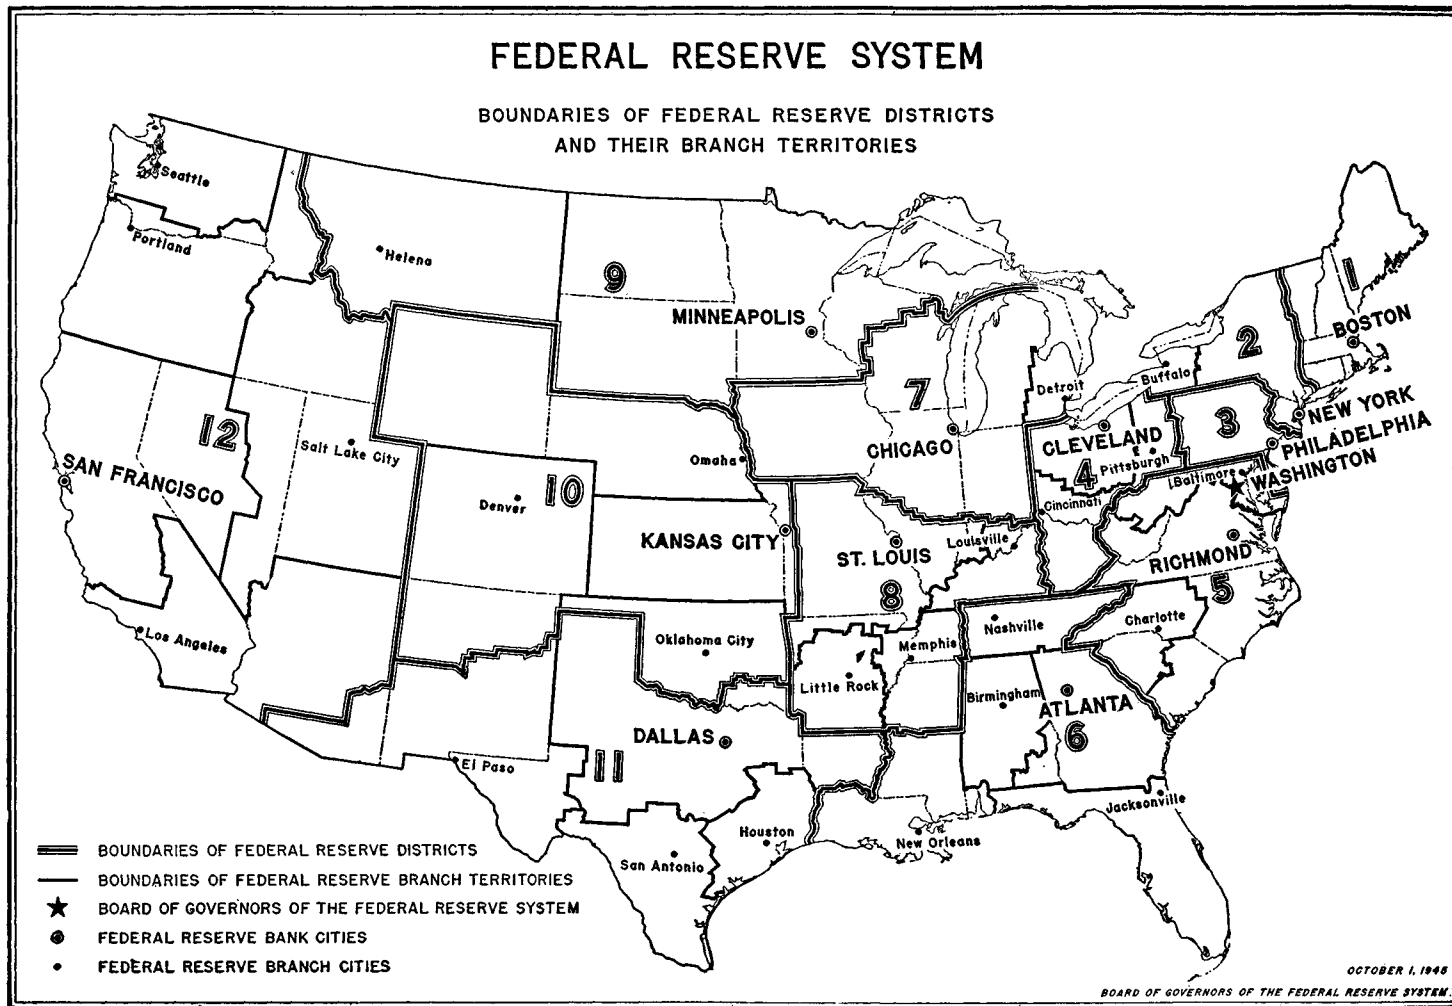 FEDERAL RESERVE SYSTEM
BOUNDARIES OF FEDERAL RESERVE DISTRICTS
AND THEIR BRANCH TERRITORIES
Seattle
Portland
Helena
9
MINNEAPOLIS
1
BOSTON
2
Buffalo
Detroit
7
CHICAGO
CLEVELAND
4
Pittsburgh
3
NEW YORK
PHILADELPHIA
WASHINGTON
Baltimore
Cincinnati
12
SAN FRANCISCO
Salt Lake City
Omaha
Denver
10
KANSAS CITY
ST. LOUIS
8
Louisville
RICHMOND
5
Los Angeles
Oklahoma City
Little Rock
Memphis
Nashville
Charlotte
Birmingham
ATLANTA
6
DALLAS
11
El Paso
Houston
San Antonio
New Orleans
Jacksonville
BOUNDARIES OF FEDERAL RESERVE DISTRICTS
BOUNDARIES OF FEDERAL RESERVE BRANCH TERRITORIES
BOARD OF GOVERNORS OF THE FEDERAL RESERVE SYSTEM
FEDERAL RESERVE BANK CITIES
FEDERAL RESERVE BRANCH CITIES
OCTOBER 1, 1948
BOARD OF GOVERNORS OF THE FEDERAL RESERVE SYSTEM